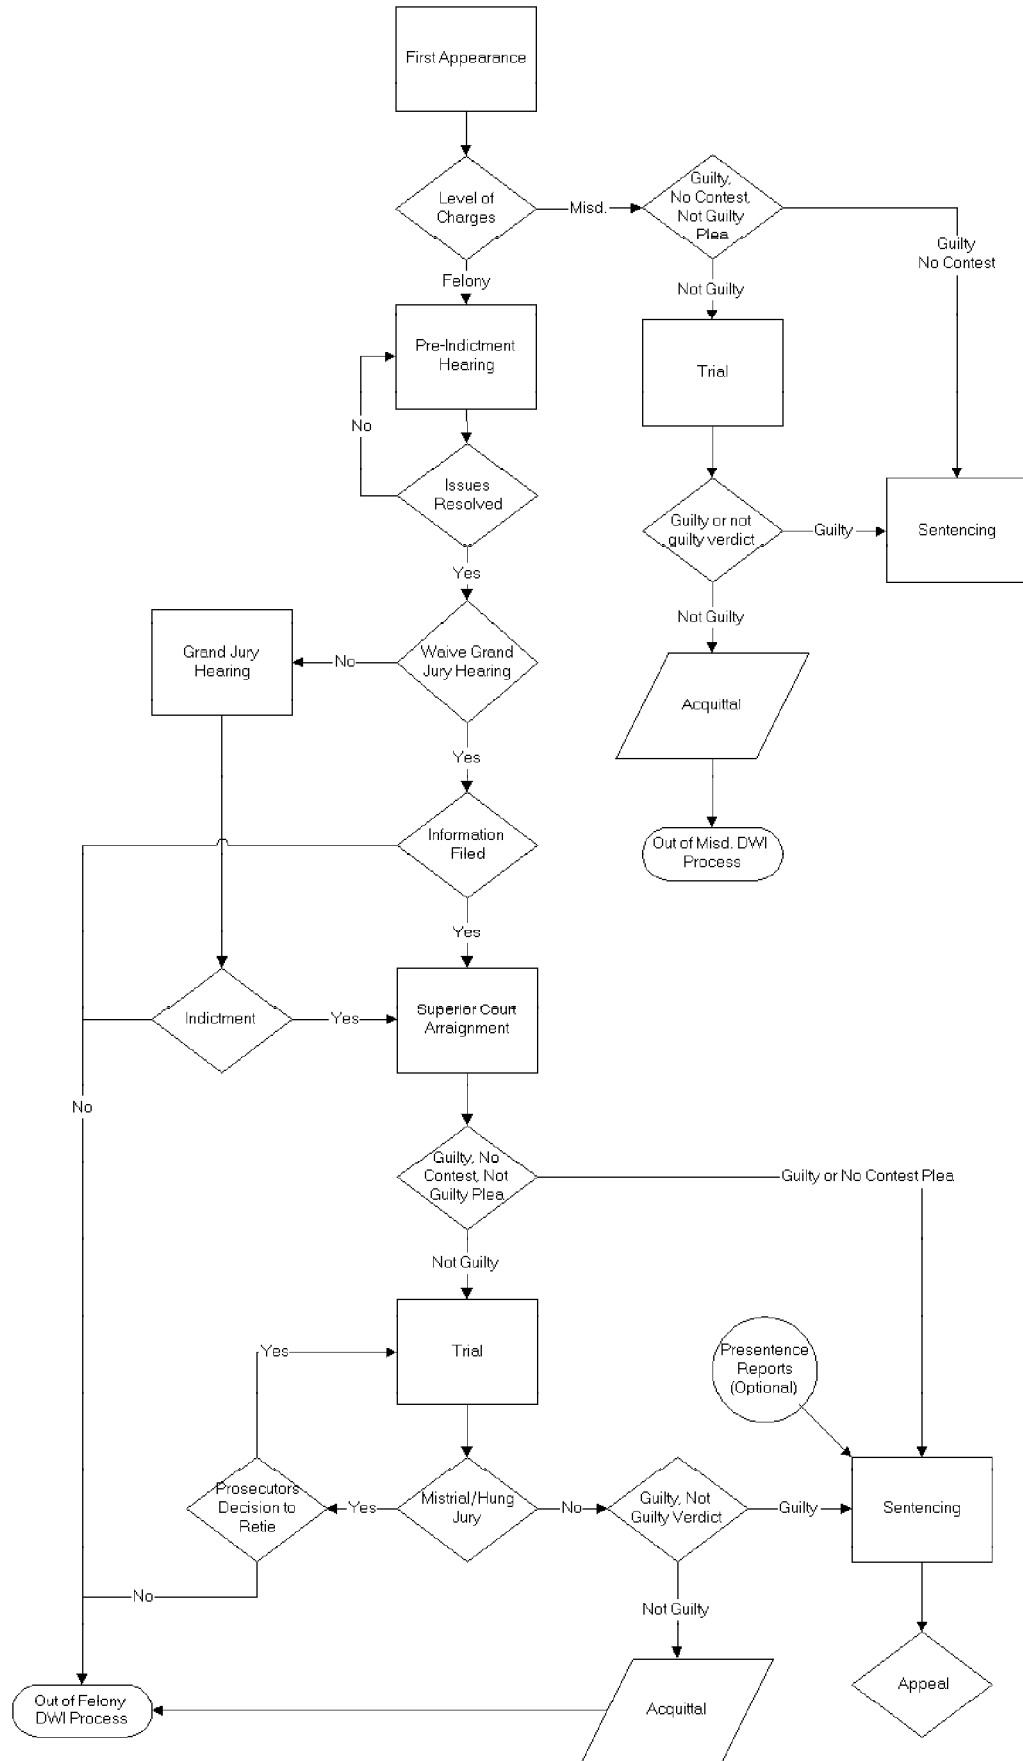 First Appearance
Level of
Charges
Misd.
Guilty,
No Contest,
Not Guilty
Plea
Guilty
No Contest
Felony
Not Guilty
Pre-Indictment
Hearing
Trial
No
Issues
Resolved
Guilty or not
guilty verdict
Guilty
Sentencing
Yes
Not Guilty
Grand Jury
Hearing
No
Waive Grand
Jury Hearing
Acquittal
Yes
Information
Filed
Out of Misd. DWI
Process
Yes
Indictment
Yes
Superior Court
Arraignment
No
Guilty, No
Contest, Not
Guilty Plea
Guilty or No Contest Plea
Not Guilty
Yes
Trial
Presentence
Reports
(Optional)
Prosecutors
Decision to
Retie
Yes
Mistrial/Hung
Jury
No
Guilty, Not
Guilty Verdict
Guilty
Sentencing
No
Not Guilty
Out of Felony
DWI Process
Acquittal
Appeal